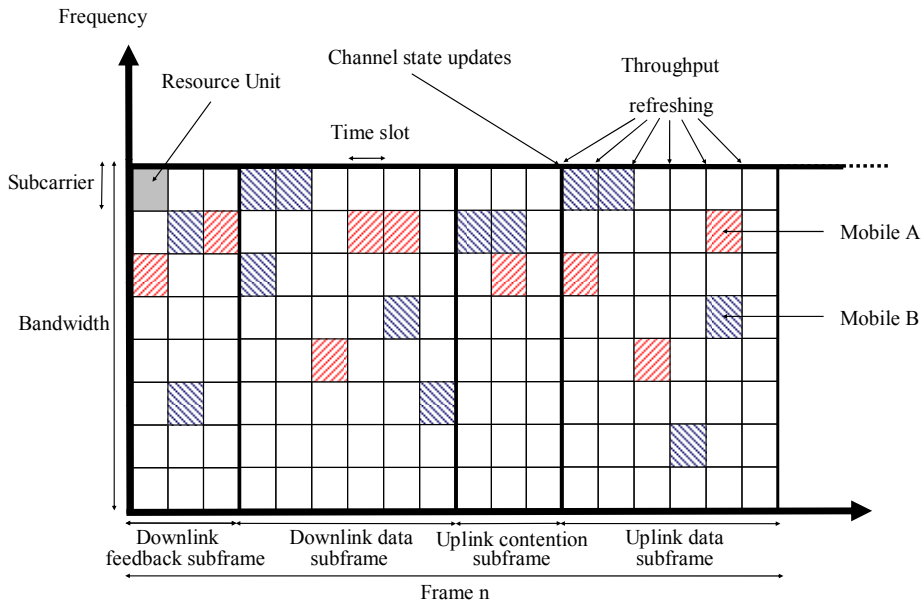 Frequency
Channel state updates
Throughput
refreshing
Resource Unit
Time slot
Subcarrier
Mobile A
Bandwidth
Mobile B
Downlink
feedback subframe
Downlink data
subframe
Uplink contention
subframe
Uplink data
subframe
Frame n